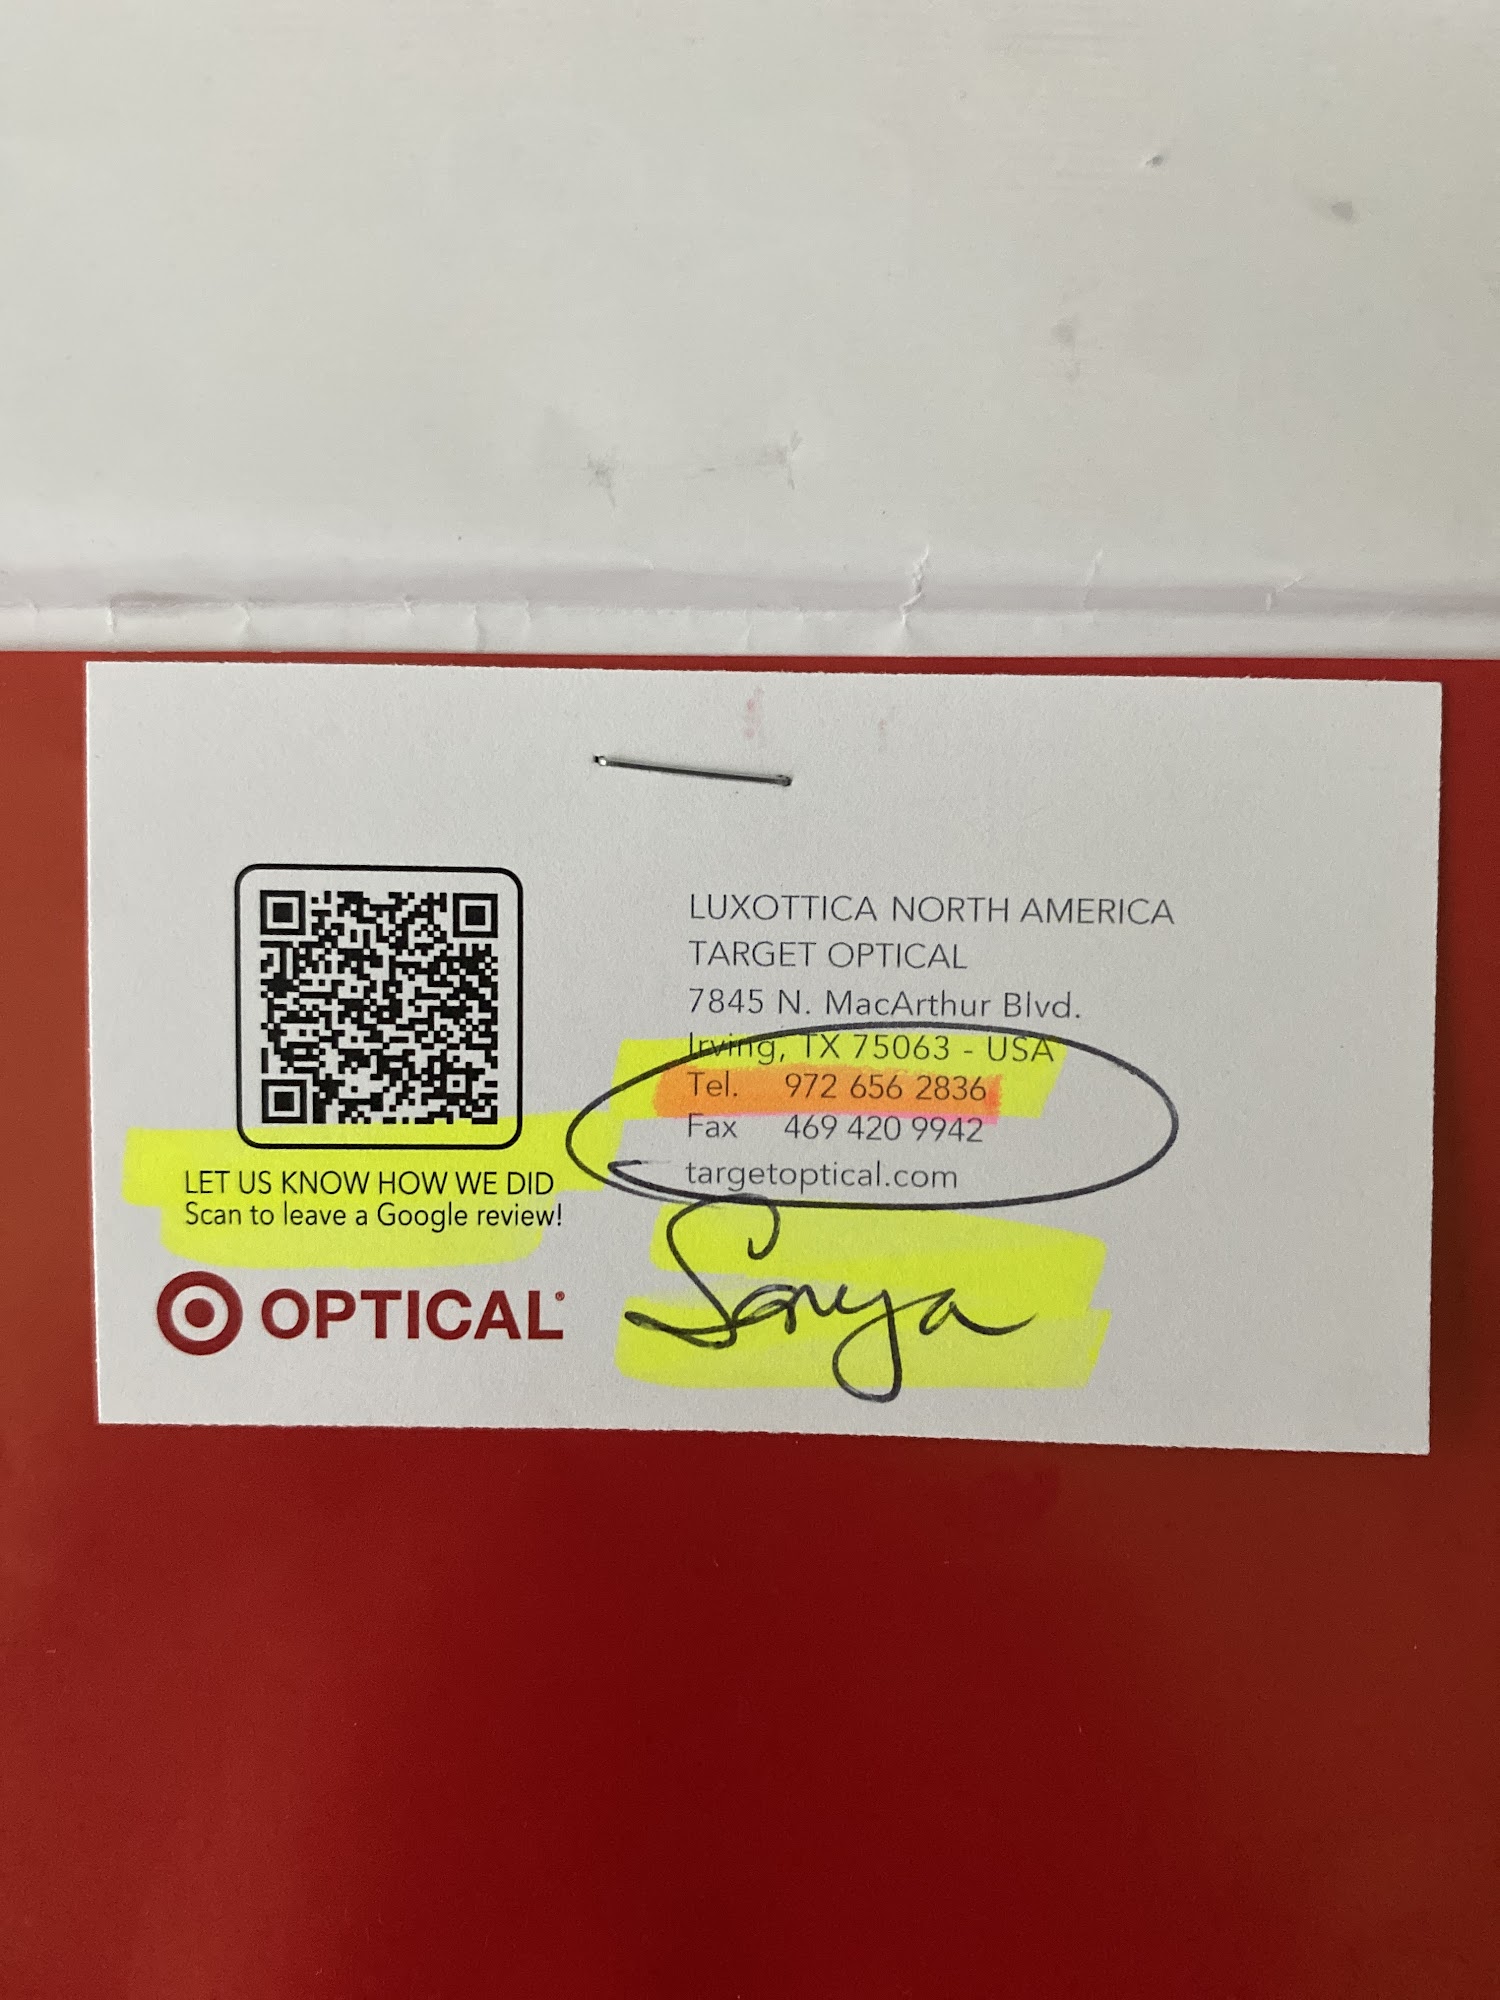 LUXOTTICA NORTH AMERICA
TARGET OPTICAL
7845 N. MacArthur Blvd.
Irving, TX 75063 - USA
Tel. 972 656 2836
Fax 469 420 9942
targetoptical.com
LET US KNOW HOW WE DID
Scan to leave a Google review!
OPTICAL®
Sonya